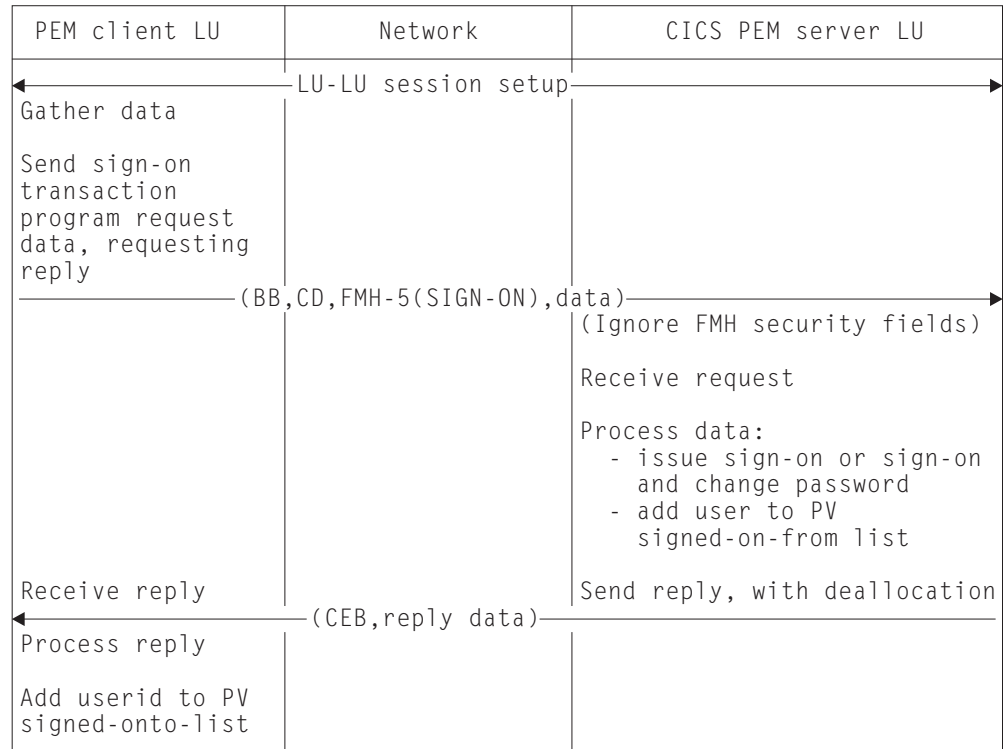 PEM client LU Network CICS PEM server LU
LU-LU session setup
Gather data
Send sign-on
transaction
program request
data, requesting
reply
(BB,CD,FMH-5(SIGN-ON),data)
(Ignore FMH security fields)
Receive request
Process data:
- issue sign-on or sign-on
and change password
- add user to PV
signed-on-from list
Receive reply Send reply, with deallocation
(CEB,reply data)
Process reply
Add userid to PV
signed-onto-list